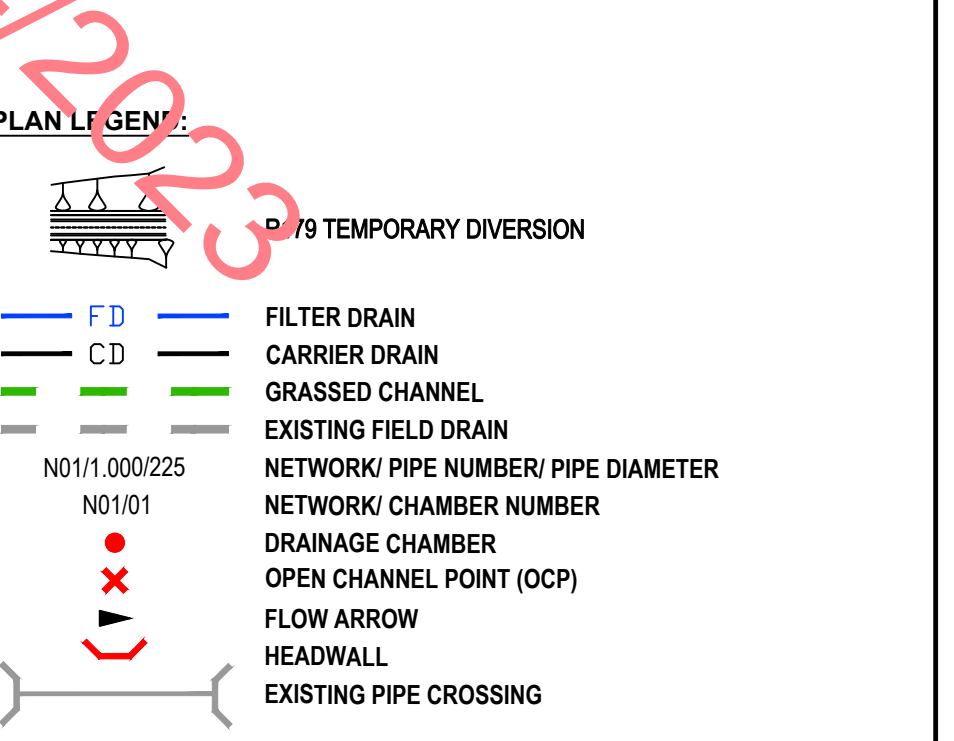 /2023
PLAN LEGEND:
TEMPORARY DIVERSION
FD FILTER DRAIN
CD CARRIER DRAIN
GRASSED CHANNEL
EXISTING FIELD DRAIN
N01/1.000/225 NETWORK/ PIPE NUMBER/ PIPE DIAMETER
N01/01 NETWORK/ CHAMBER NUMBER
DRAINAGE CHAMBER
OPEN CHANNEL POINT (OCP)
FLOW ARROW
HEADWALL
EXISTING PIPE CROSSING